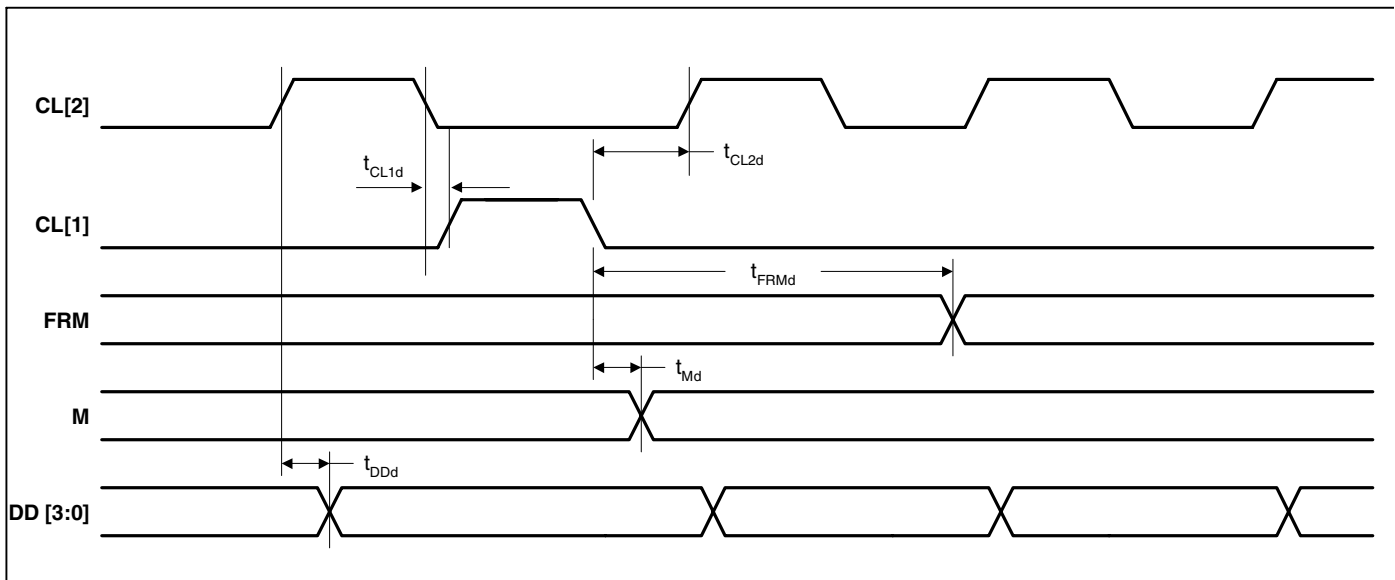 CL[2]
tCL1d
tCL2d
CL[1]
tFRMd
FRM
tMd
M
tDDd
DD [3:0]